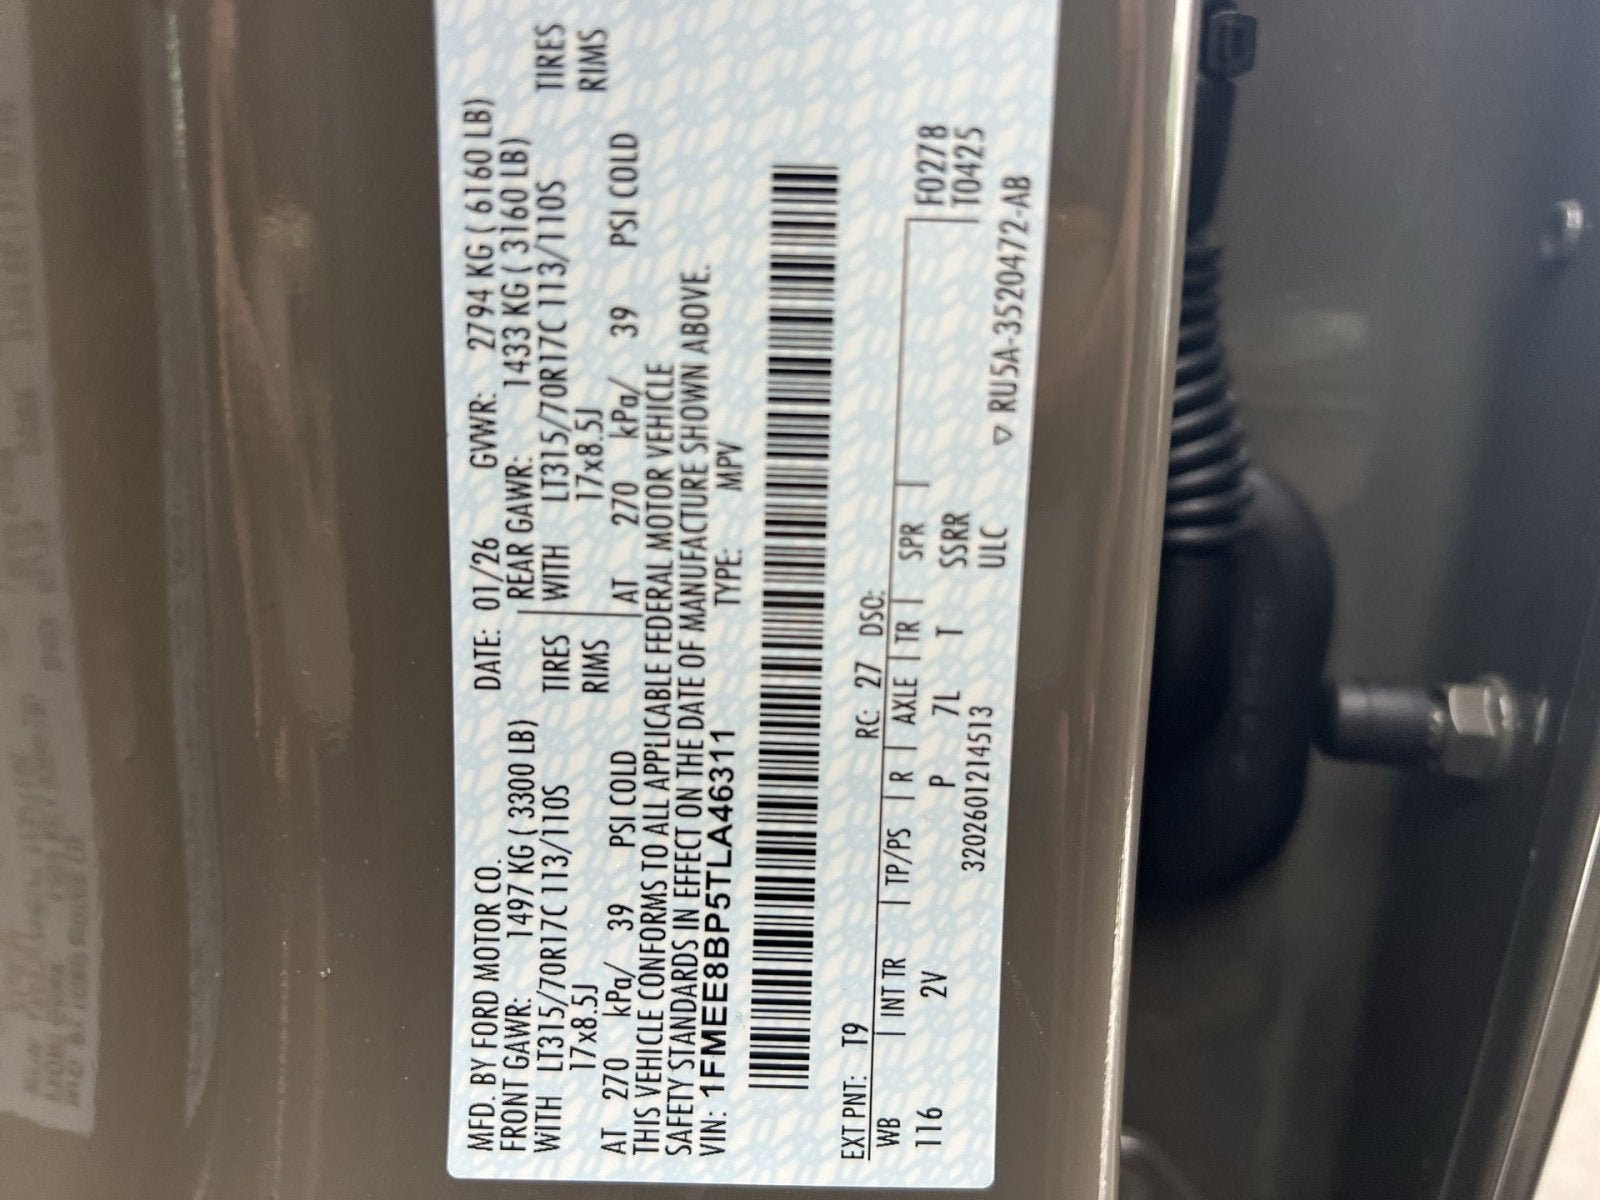 MFD. BY FORD MOTOR CO.
DATE: 01/26 GVWR: 2794 KG ( 6160 LB)
FRONT GAWR: 1497 KG ( 3300 LB)
REAR GAWR: 1433 KG ( 3160 LB)
WITH LT315/70R17C 113/110S TIRES
WITH LT315/70R17C 113/110S TIRES
17x8.5J RIMS
17x8.5J RIMS
AT 270 kPa/ 39 PSI COLD
AT 270 kPa/ 39 PSI COLD
THIS VEHICLE CONFORMS TO ALL APPLICABLE FEDERAL MOTOR VEHICLE
SAFETY STANDARDS IN EFFECT ON THE DATE OF MANUFACTURE SHOWN ABOVE.
VIN: 1FMEE8BP5TLA46311 TYPE: MPV
EXT PNT: T9 RC: 27 DSO:
WB | INT TR | TP/PS | R | AXLE | TR | SPR |
F0278
116 2V P 7L T SSRR
T0425
3202601214513 ULC
▽ RU5A-3520472-AB